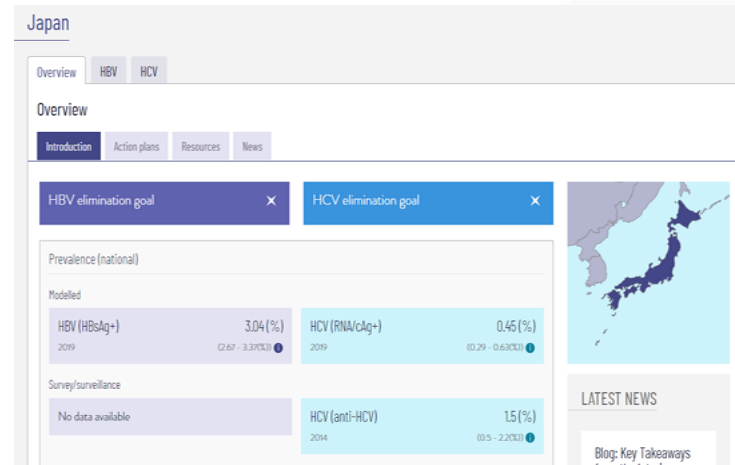 Japan
Overview HBV HCV
Overview
Introduction Action plans Resources News
HBV elimination goal ✕
HCV elimination goal ✕
Prevalence (national)
Modelled
HBV (HBsAg+) 3.04 (%)
2019 (2.67 - 3.37(%))
HCV (RNA/cAg+) 0.45 (%)
2019 (0.29 - 0.63(%))
Survey/surveillance
No data available
HCV (anti-HCV) 1.5 (%)
2014 (0.5 - 2.2(%))
LATEST NEWS
Blog: Key Takeaways